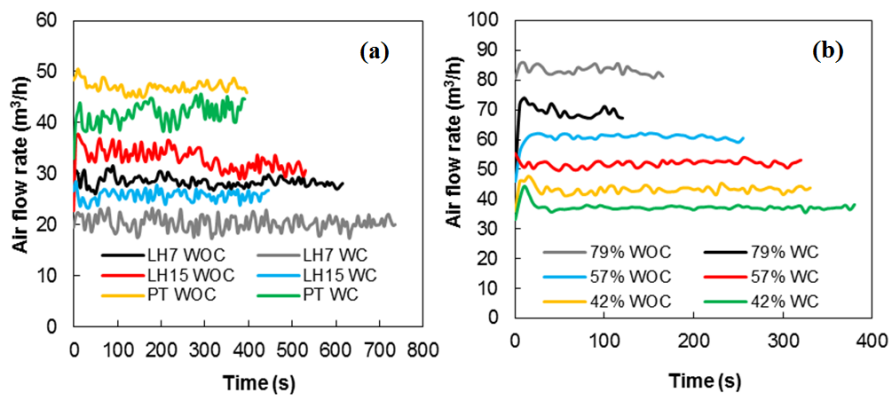 (a)
Air flow rate (m³/h)
60
50
40
30
20
10
0
LH7 WOC LH7 WC
LH15 WOC LH15 WC
PT WOC PT WC
0 100 200 300 400 500 600 700 800
Time (s)
(b)
Air flow rate (m³/h)
100
90
80
70
60
50
40
30
20
10
0
79% WOC 79% WC
57% WOC 57% WC
42% WOC 42% WC
0 100 200 300 400
Time (s)